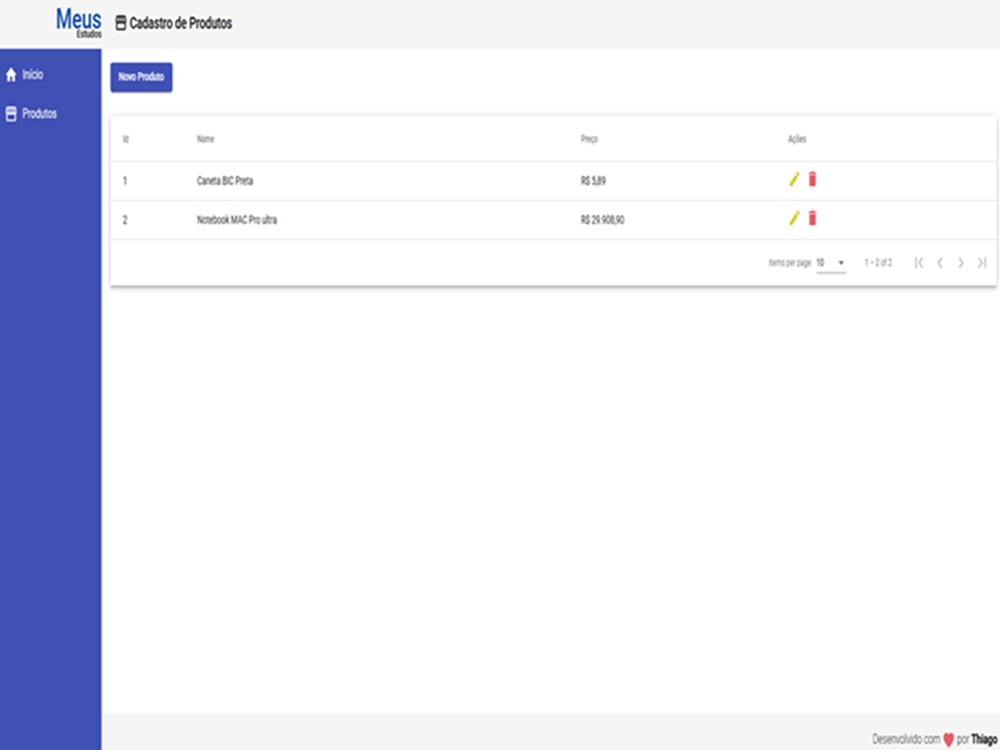 Meus
Estudos
Cadastro de Produtos
Início
Produtos
Novo Produto
Id Name Preço Ações
1 Caneta BIC Preta R$ 5,89
2 Notebook MAC Pro ultra R$ 29.908,90
Items per page: 10 1 – 2 of 2
Desenvolvido com por Thiago